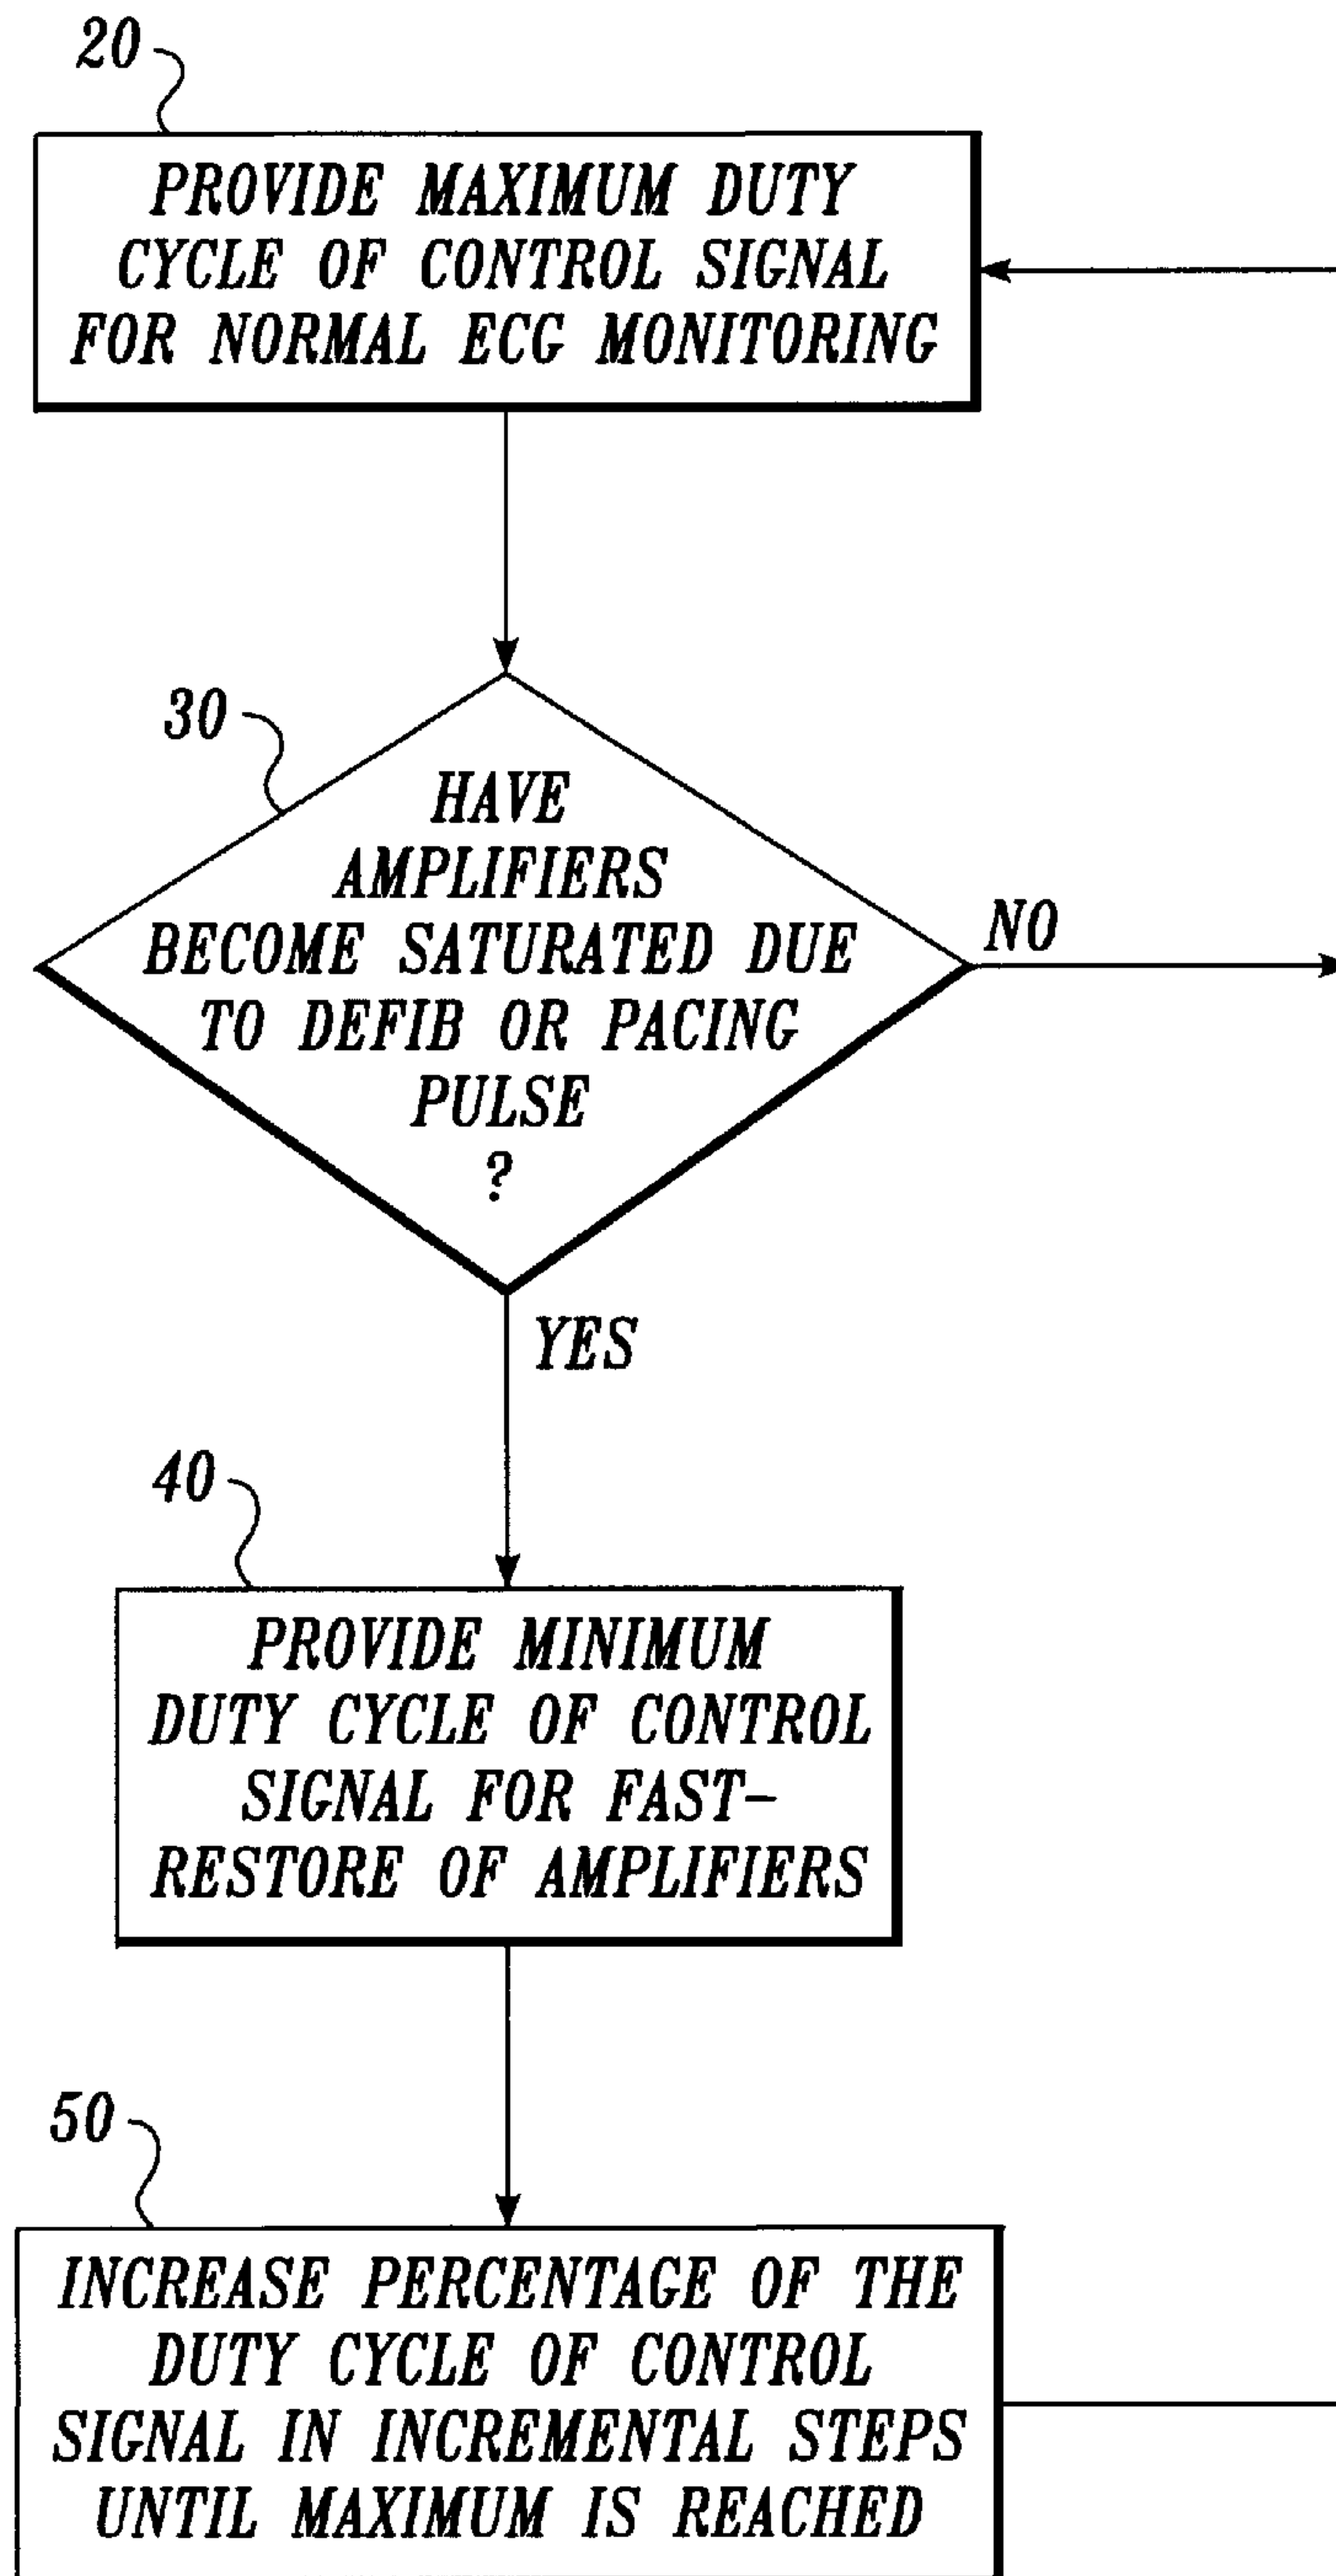 20
PROVIDE MAXIMUM DUTY
CYCLE OF CONTROL SIGNAL
FOR NORMAL ECG MONITORING
30
HAVE
AMPLIFIERS
BECOME SATURATED DUE
TO DEFIB OR PACING
PULSE
?
NO
YES
40
PROVIDE MINIMUM
DUTY CYCLE OF CONTROL
SIGNAL FOR FAST-
RESTORE OF AMPLIFIERS
50
INCREASE PERCENTAGE OF THE
DUTY CYCLE OF CONTROL
SIGNAL IN INCREMENTAL STEPS
UNTIL MAXIMUM IS REACHED